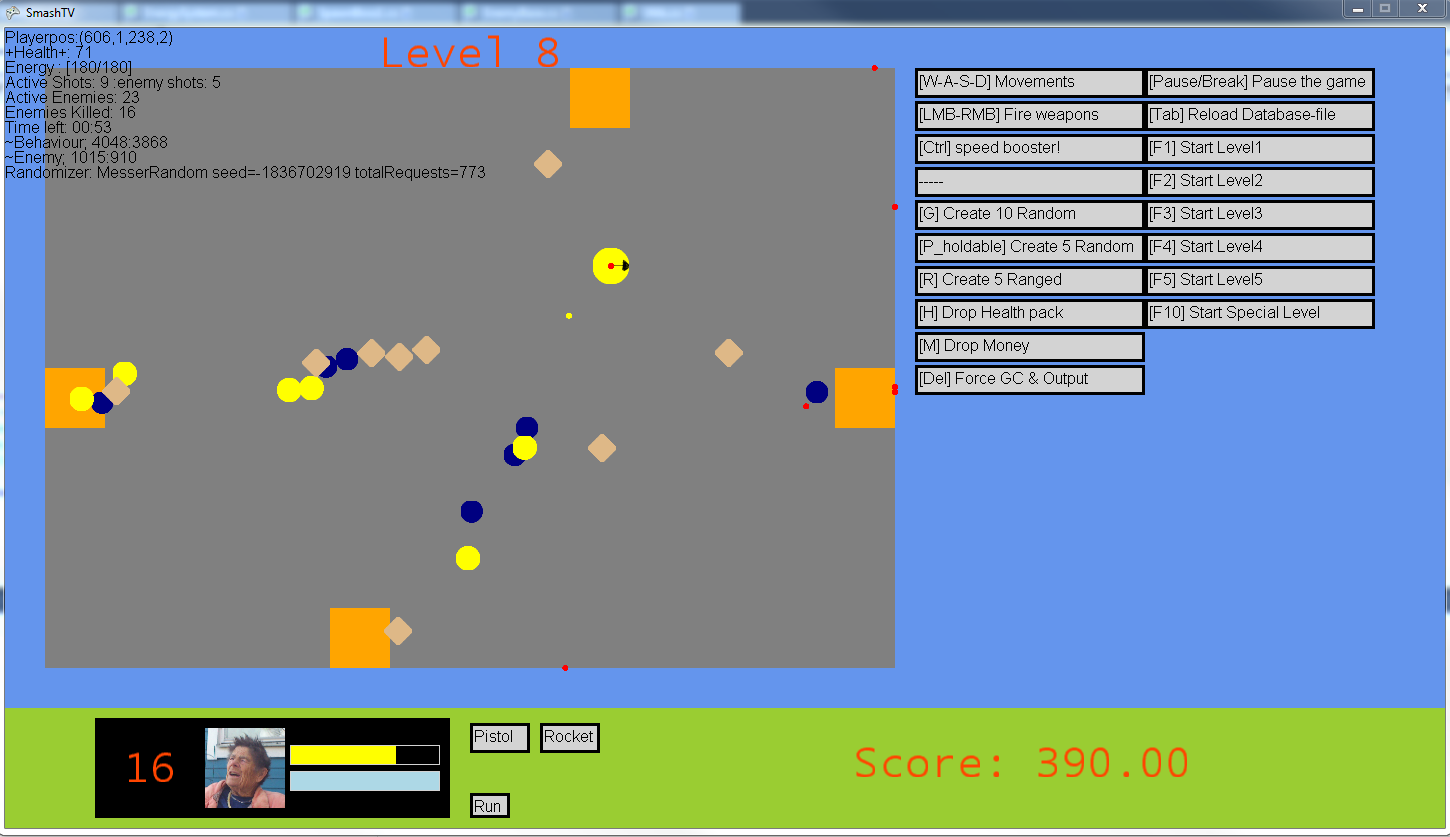 SmashTV
Level 8
Playerpos:(606,1,238,2)
+Health+: 71
Energy : [180/180]
Active Shots: 9 :enemy shots: 5
Active Enemies: 23
Enemies Killed: 16
Time left: 00:53
~Behaviour; 4048:3868
~Enemy; 1015:910
Randomizer: MesserRandom seed=-1836702919 totalRequests=773
[W-A-S-D] Movements
[Pause/Break] Pause the game
[LMB-RMB] Fire weapons
[Tab] Reload Database-file
[Ctrl] speed booster!
[F1] Start Level1
-----
[F2] Start Level2
[G] Create 10 Random
[F3] Start Level3
[P_holdable] Create 5 Random
[F4] Start Level4
[R] Create 5 Ranged
[F5] Start Level5
[H] Drop Health pack
[F10] Start Special Level
[M] Drop Money
[Del] Force GC & Output
16
Pistol
Rocket
Run
Score: 390.00